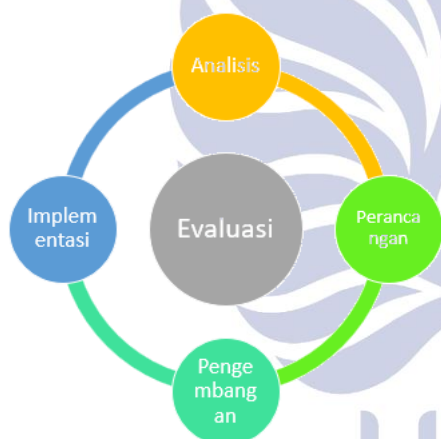 Analisis
Implem
entasi
Evaluasi
Peranca
ngan
Penge
mbang
an